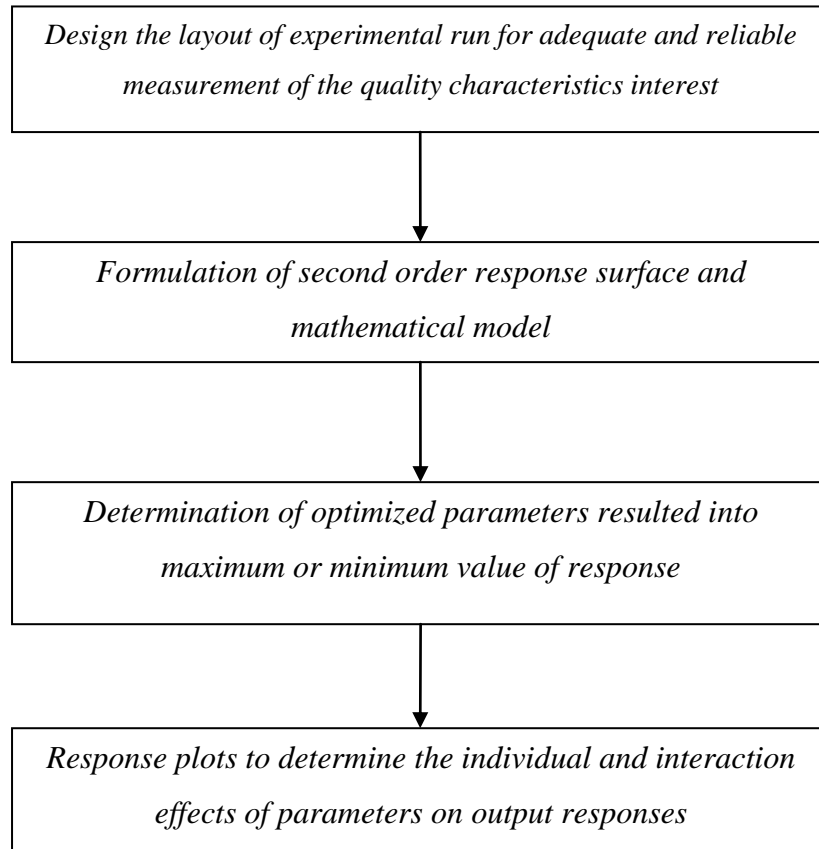 Design the layout of experimental run for adequate and reliable
measurement of the quality characteristics interest
Formulation of second order response surface and
mathematical model
Determination of optimized parameters resulted into
maximum or minimum value of response
Response plots to determine the individual and interaction
effects of parameters on output responses